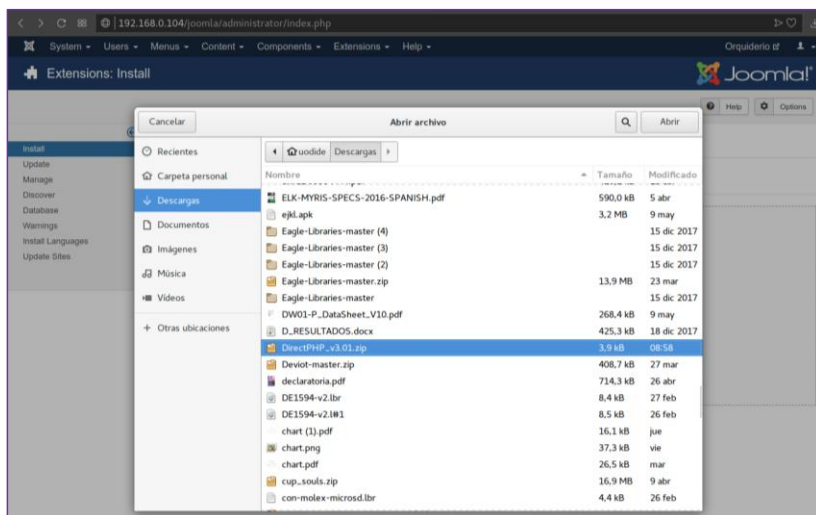 192.168.0.104/joomla/administrator/index.php
System Users Menus Content Components Extensions Help Orquiderio
Extensions: Install Joomla!
Help Options
Cancelar Abrir archivo Abrir
Install
Update
Manage
Discover
Database
Warnings
Install Languages
Update Sites
Recientes
Carpeta personal
Descargas
Documentos
Imágenes
Música
Vídeos
+ Otras ubicaciones
uodide Descargas
Nombre Tamaño Modificado
ELK-MYRIS-SPECS-2016-SPANISH.pdf 590,0 kB 5 abr
ejkl.apk 3,2 MB 9 may
Eagle-Libraries-master (4) 15 dic 2017
Eagle-Libraries-master (3) 15 dic 2017
Eagle-Libraries-master (2) 15 dic 2017
Eagle-Libraries-master.zip 13,9 MB 23 mar
Eagle-Libraries-master 15 dic 2017
DW01-P_DataSheet_V10.pdf 268,4 kB 9 may
D_RESULTADOS.docx 425,3 kB 18 dic 2017
DirectPHP_v3.01.zip 3,9 kB 08:58
Deviot-master.zip 408,7 kB 27 mar
declaratoria.pdf 714,3 kB 26 abr
DE1594-v2.lbr 8,4 kB 27 feb
DE1594-v2.l#1 8,5 kB 26 feb
chart (1).pdf 16,1 kB jue
chart.png 37,3 kB vie
chart.pdf 26,5 kB mar
cup_souls.zip 16,9 MB 9 abr
con-molex-microsd.lbr 4,4 kB 26 feb